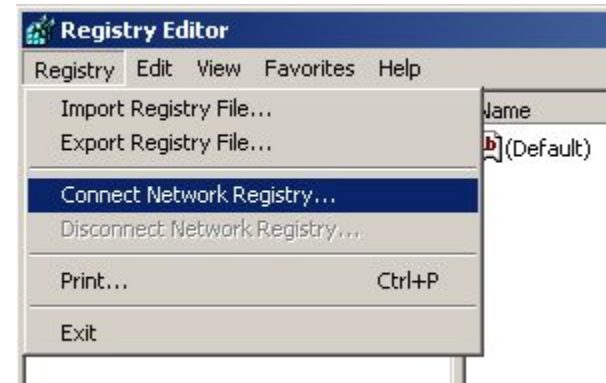 Registry Editor
Registry Edit View Favorites Help
Import Registry File...
Export Registry File...
Connect Network Registry...
Disconnect Network Registry...
Print... Ctrl+P
Exit
Name
ab (Default)